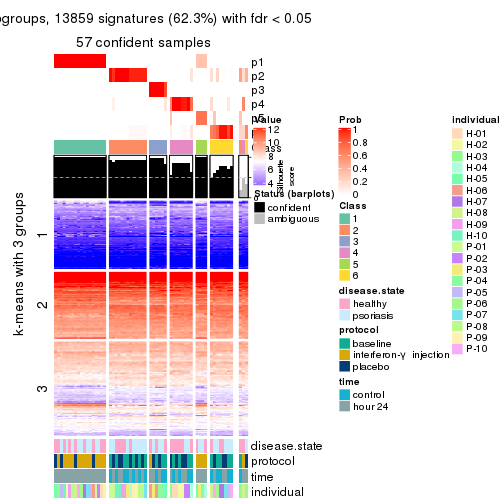 ogroups, 13859 signatures (62.3%) with fdr < 0.05
57 confident samples
p1
p2
p3
p4
Class
k-means with 3 groups
1
2
3
disease.state
protocol
time
individual
Value
12
10
8
6
4
Silhouette
score
Status (barplots)
confident
ambiguous
Prob
1
0.8
0.6
0.4
0.2
0
Class
1
2
3
4
5
6
disease.state
healthy
psoriasis
protocol
baseline
interferon-γ injection
placebo
time
control
hour 24
individual
H-01
H-02
H-03
H-04
H-05
H-06
H-07
H-08
H-09
H-10
P-01
P-02
P-03
P-04
P-05
P-06
P-07
P-08
P-09
P-10